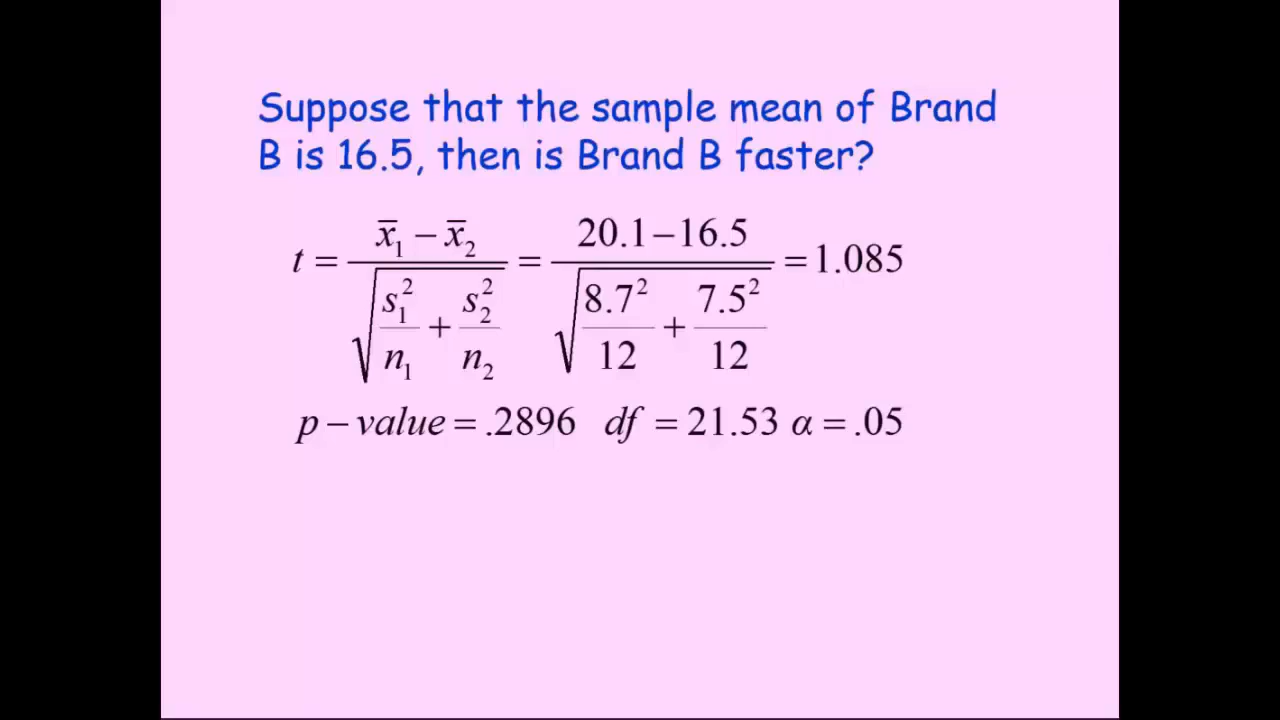 Suppose that the sample mean of Brand
B is 16.5, then is Brand B faster?
t = (x̄₁ − x̄₂) / √(s₁²/n₁ + s₂²/n₂) = (20.1 − 16.5) / √(8.7²/12 + 7.5²/12) = 1.085
p − value = .2896 df = 21.53 α = .05